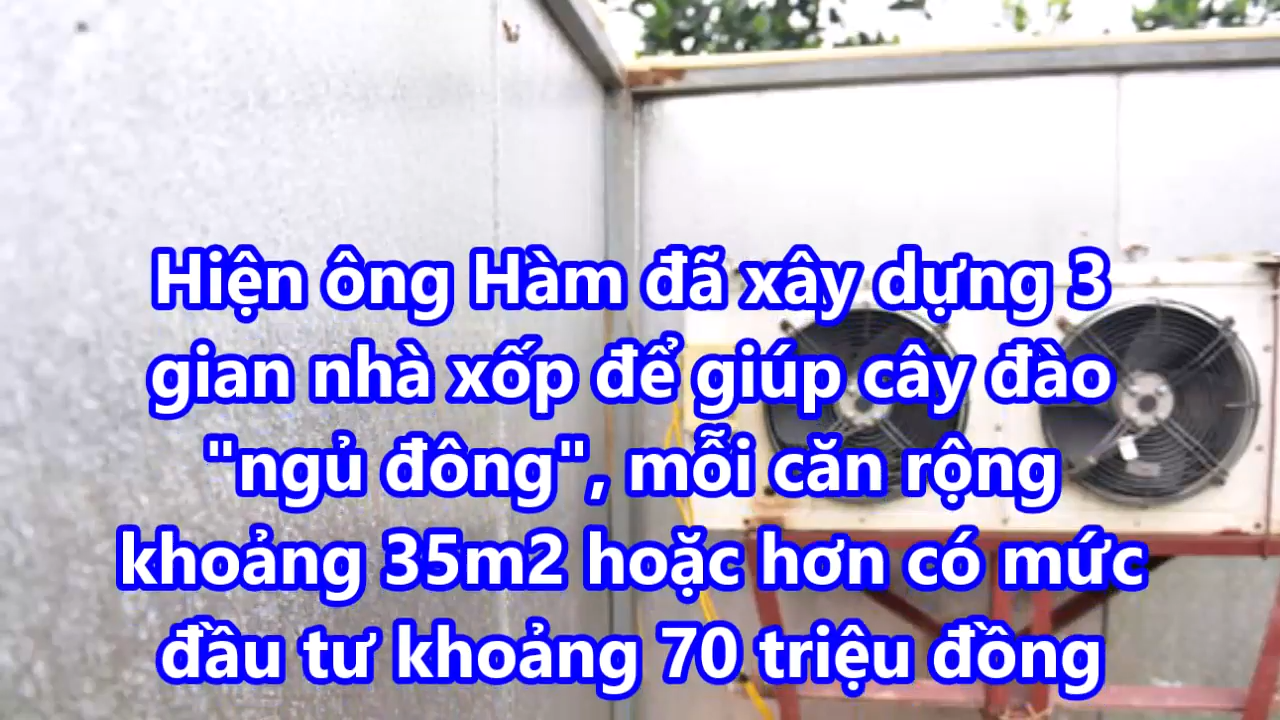 Hiện ông Hàm đã xây dựng 3
gian nhà xốp để giúp cây đào
"ngủ đông", mỗi căn rộng
khoảng 35m2 hoặc hơn có mức
đầu tư khoảng 70 triệu đồng